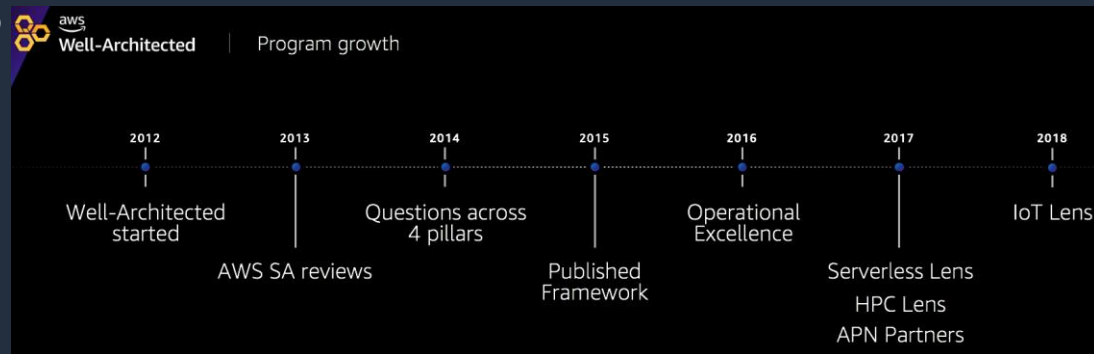 aws
Well-Architected | Program growth
2012 2013 2014 2015 2016 2017 2018
Well-Architected
started
AWS SA reviews
Questions across
4 pillars
Published
Framework
Operational
Excellence
Serverless Lens
HPC Lens
APN Partners
IoT Lens